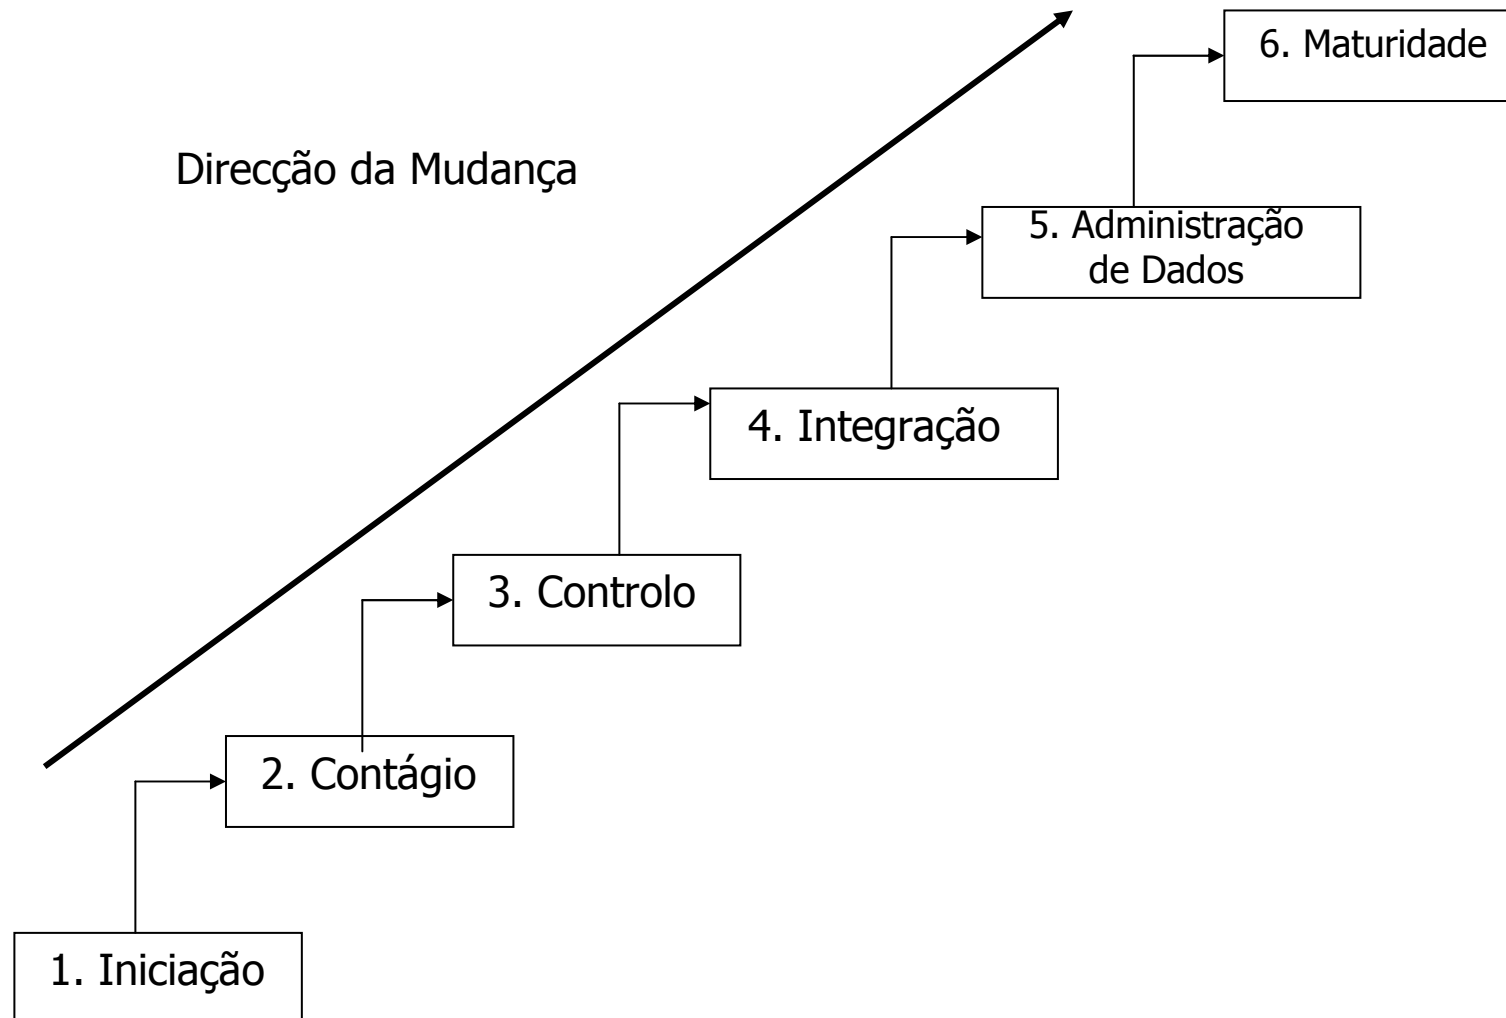 6. Maturidade
Direcção da Mudança
5. Administração
de Dados
4. Integração
3. Controlo
2. Contágio
1. Iniciação